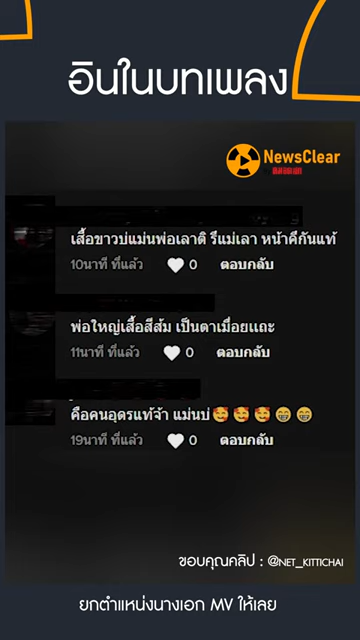 อินในบทเพลง
NewsClear
เสื้อขาวบ่แม่นพ่อเลาติ รึแม่เลา หน้าคึกันแท้
10นาที ที่แล้ว 0 ตอบกลับ
พ่อใหญ่เสื้อสีส้ม เป็นตาเมื่อยแถะ
11นาที ที่แล้ว 0 ตอบกลับ
คือคนอุดรแท้จ้า แม่นบ่🥰🥰🥰😁😁
19นาที ที่แล้ว 0 ตอบกลับ
ขอบคุณคลิป : @NET_KITTICHAI
ยกตำแหน่งนางเอก MV ให้เลย